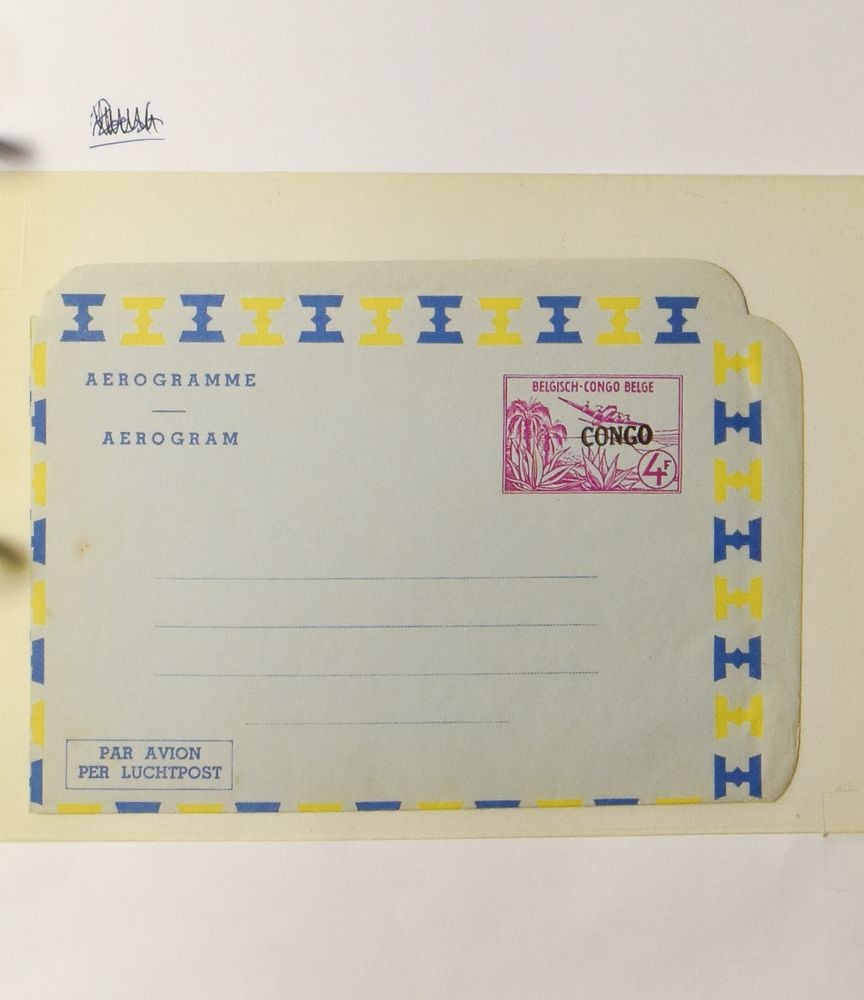 AEROGRAMME
AEROGRAM
BELGISCH-CONGO BELGE
CONGO
4F
PAR AVION
PER LUCHTPOST